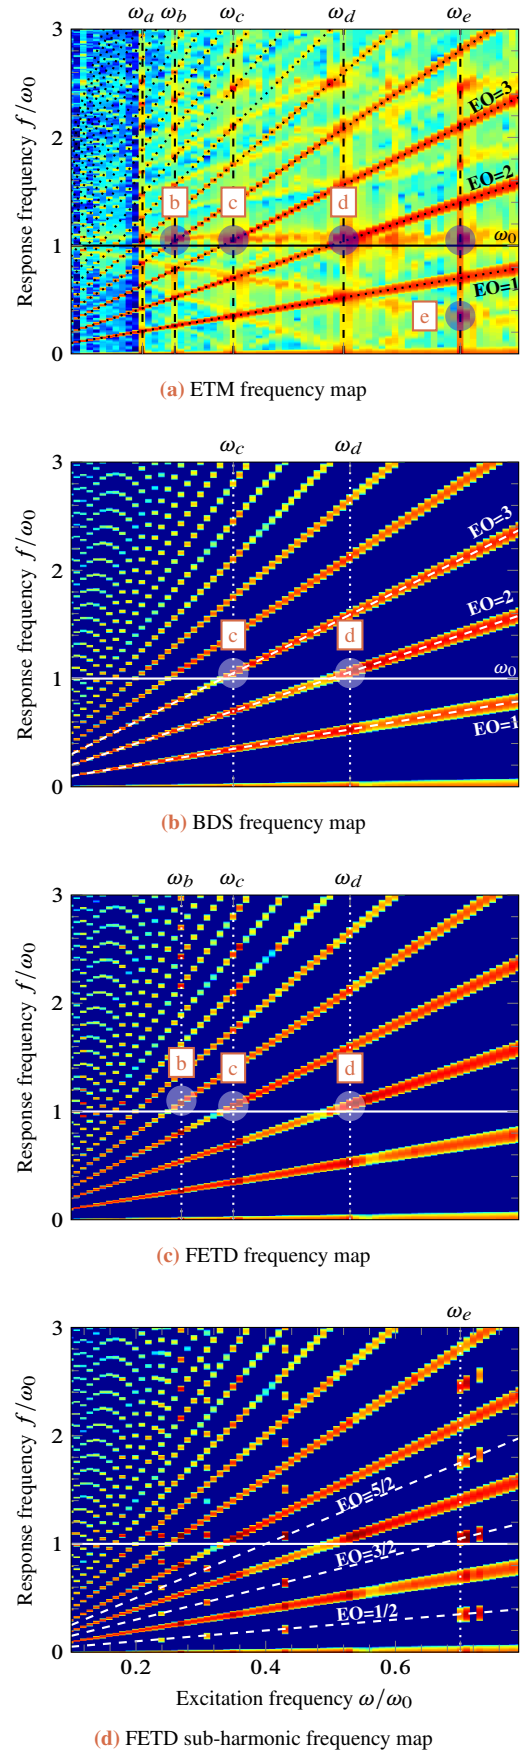 ω_a ω_b ω_c ω_d ω_e
3
2
1
0
Response frequency f/ω_0
EO=3
EO=2
ω_0
EO=1
b
c
d
e
(a) ETM frequency map
ω_c ω_d
3
2
1
0
Response frequency f/ω_0
EO=3
EO=2
ω_0
EO=1
c
d
(b) BDS frequency map
ω_b ω_c ω_d
3
2
1
0
Response frequency f/ω_0
b
c
d
(c) FETD frequency map
ω_e
3
2
1
0
Response frequency f/ω_0
EO=5/2
EO=3/2
EO=1/2
0.2 0.4 0.6
Excitation frequency ω/ω_0
(d) FETD sub-harmonic frequency map